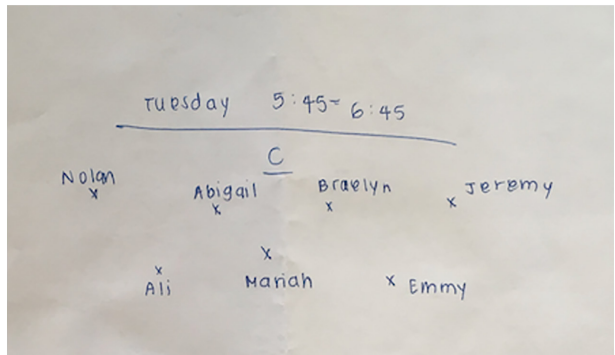 Tuesday 5:45- 6:45
C
Nolan Abigail Braelyn Jeremy
x x x x
x x x
Ali Mariah Emmy